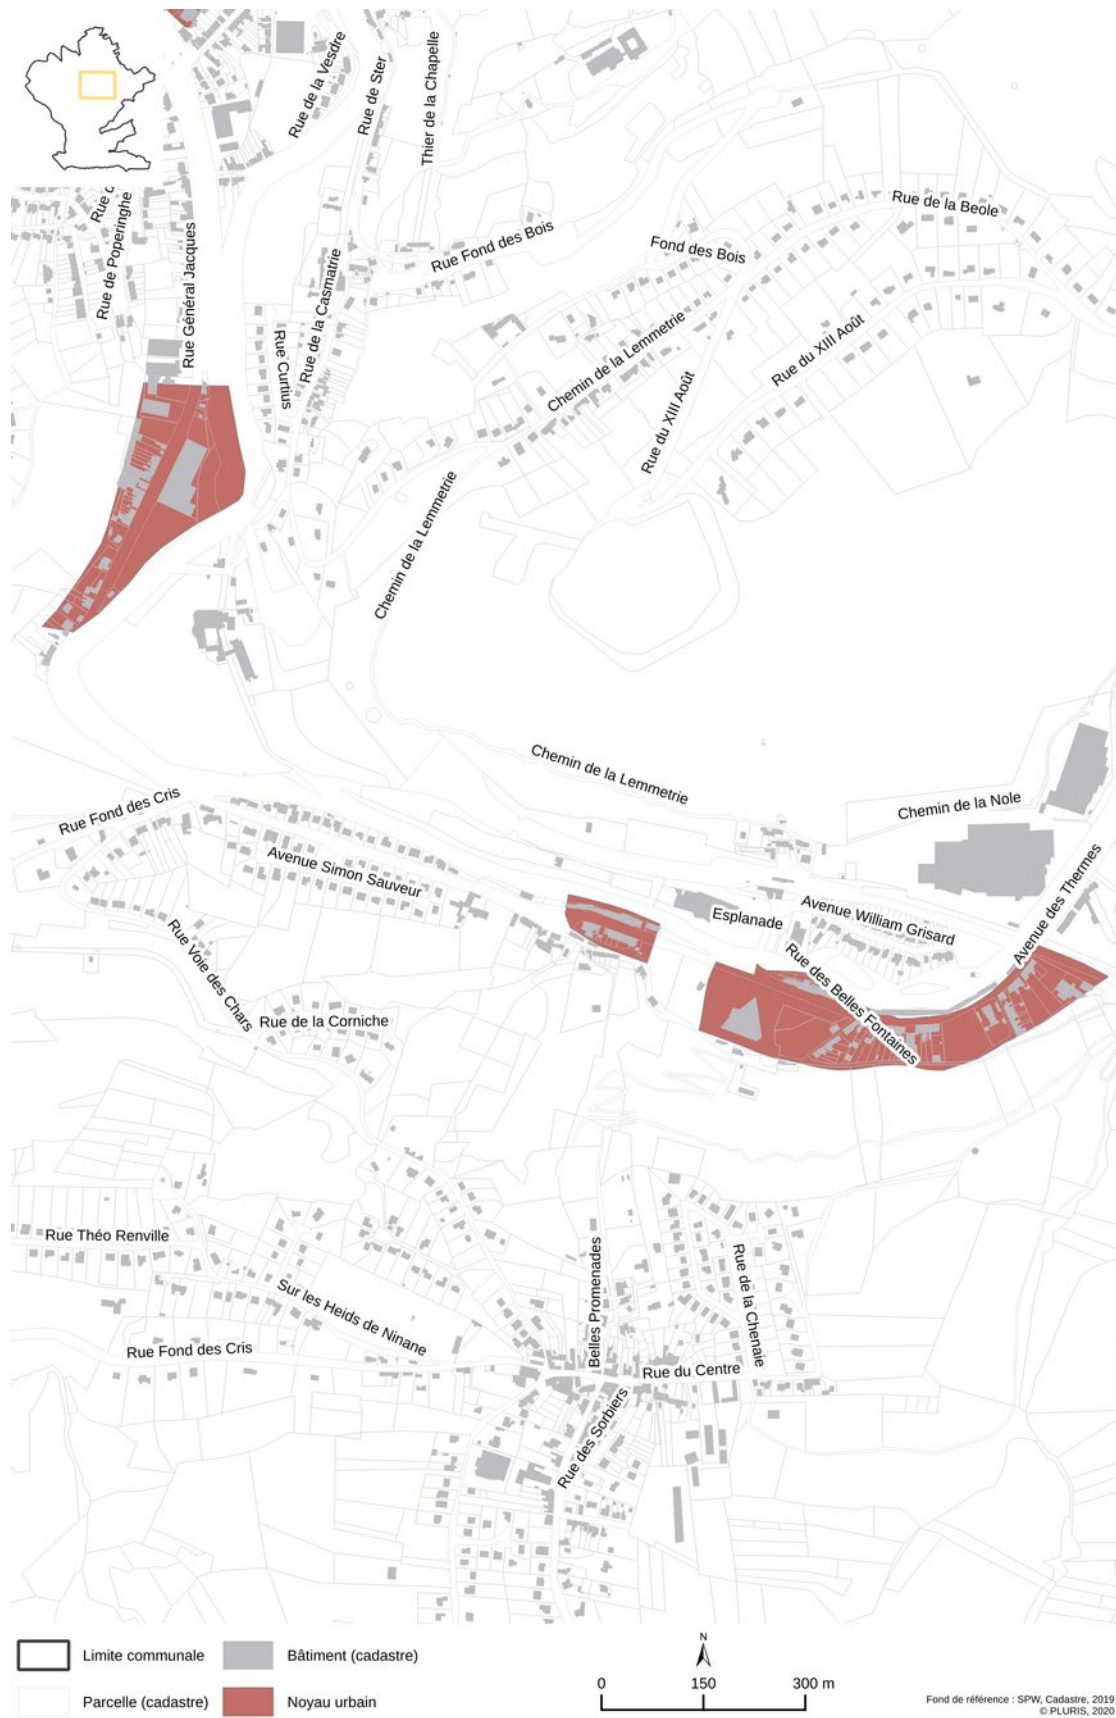 Rue de la Vesdre
Rue de Ster
Thier de la Chapelle
Rue de Poperinghe
Rue Général Jacques
Rue de la Beole
Rue Fond des Bois
Fond des Bois
Rue de la Casmatrie
Rue Curtius
Chemin de la Lemmetrie
Rue du XIII Août
Rue du XIII Août
Chemin de la Lemmetrie
Chemin de la Lemmetrie
Chemin de la Nole
Rue Fond des Cris
Avenue Simon Sauveur
Avenue des Thermes
Esplanade
Avenue William Grisard
Rue Voie des Chars
Rue des Belles Fontaines
Rue de la Corniche
Rue Théo Renville
Sur les Heids de Ninane
Belles Promenades
Rue de la Chenaie
Rue Fond des Cris
Rue du Centre
Rue des Sorbiers
Limite communale
Bâtiment (cadastre)
Parcelle (cadastre)
Noyau urbain
N
0 150 300 m
Fond de référence : SPW, Cadastre, 2019
© PLURIS, 2020